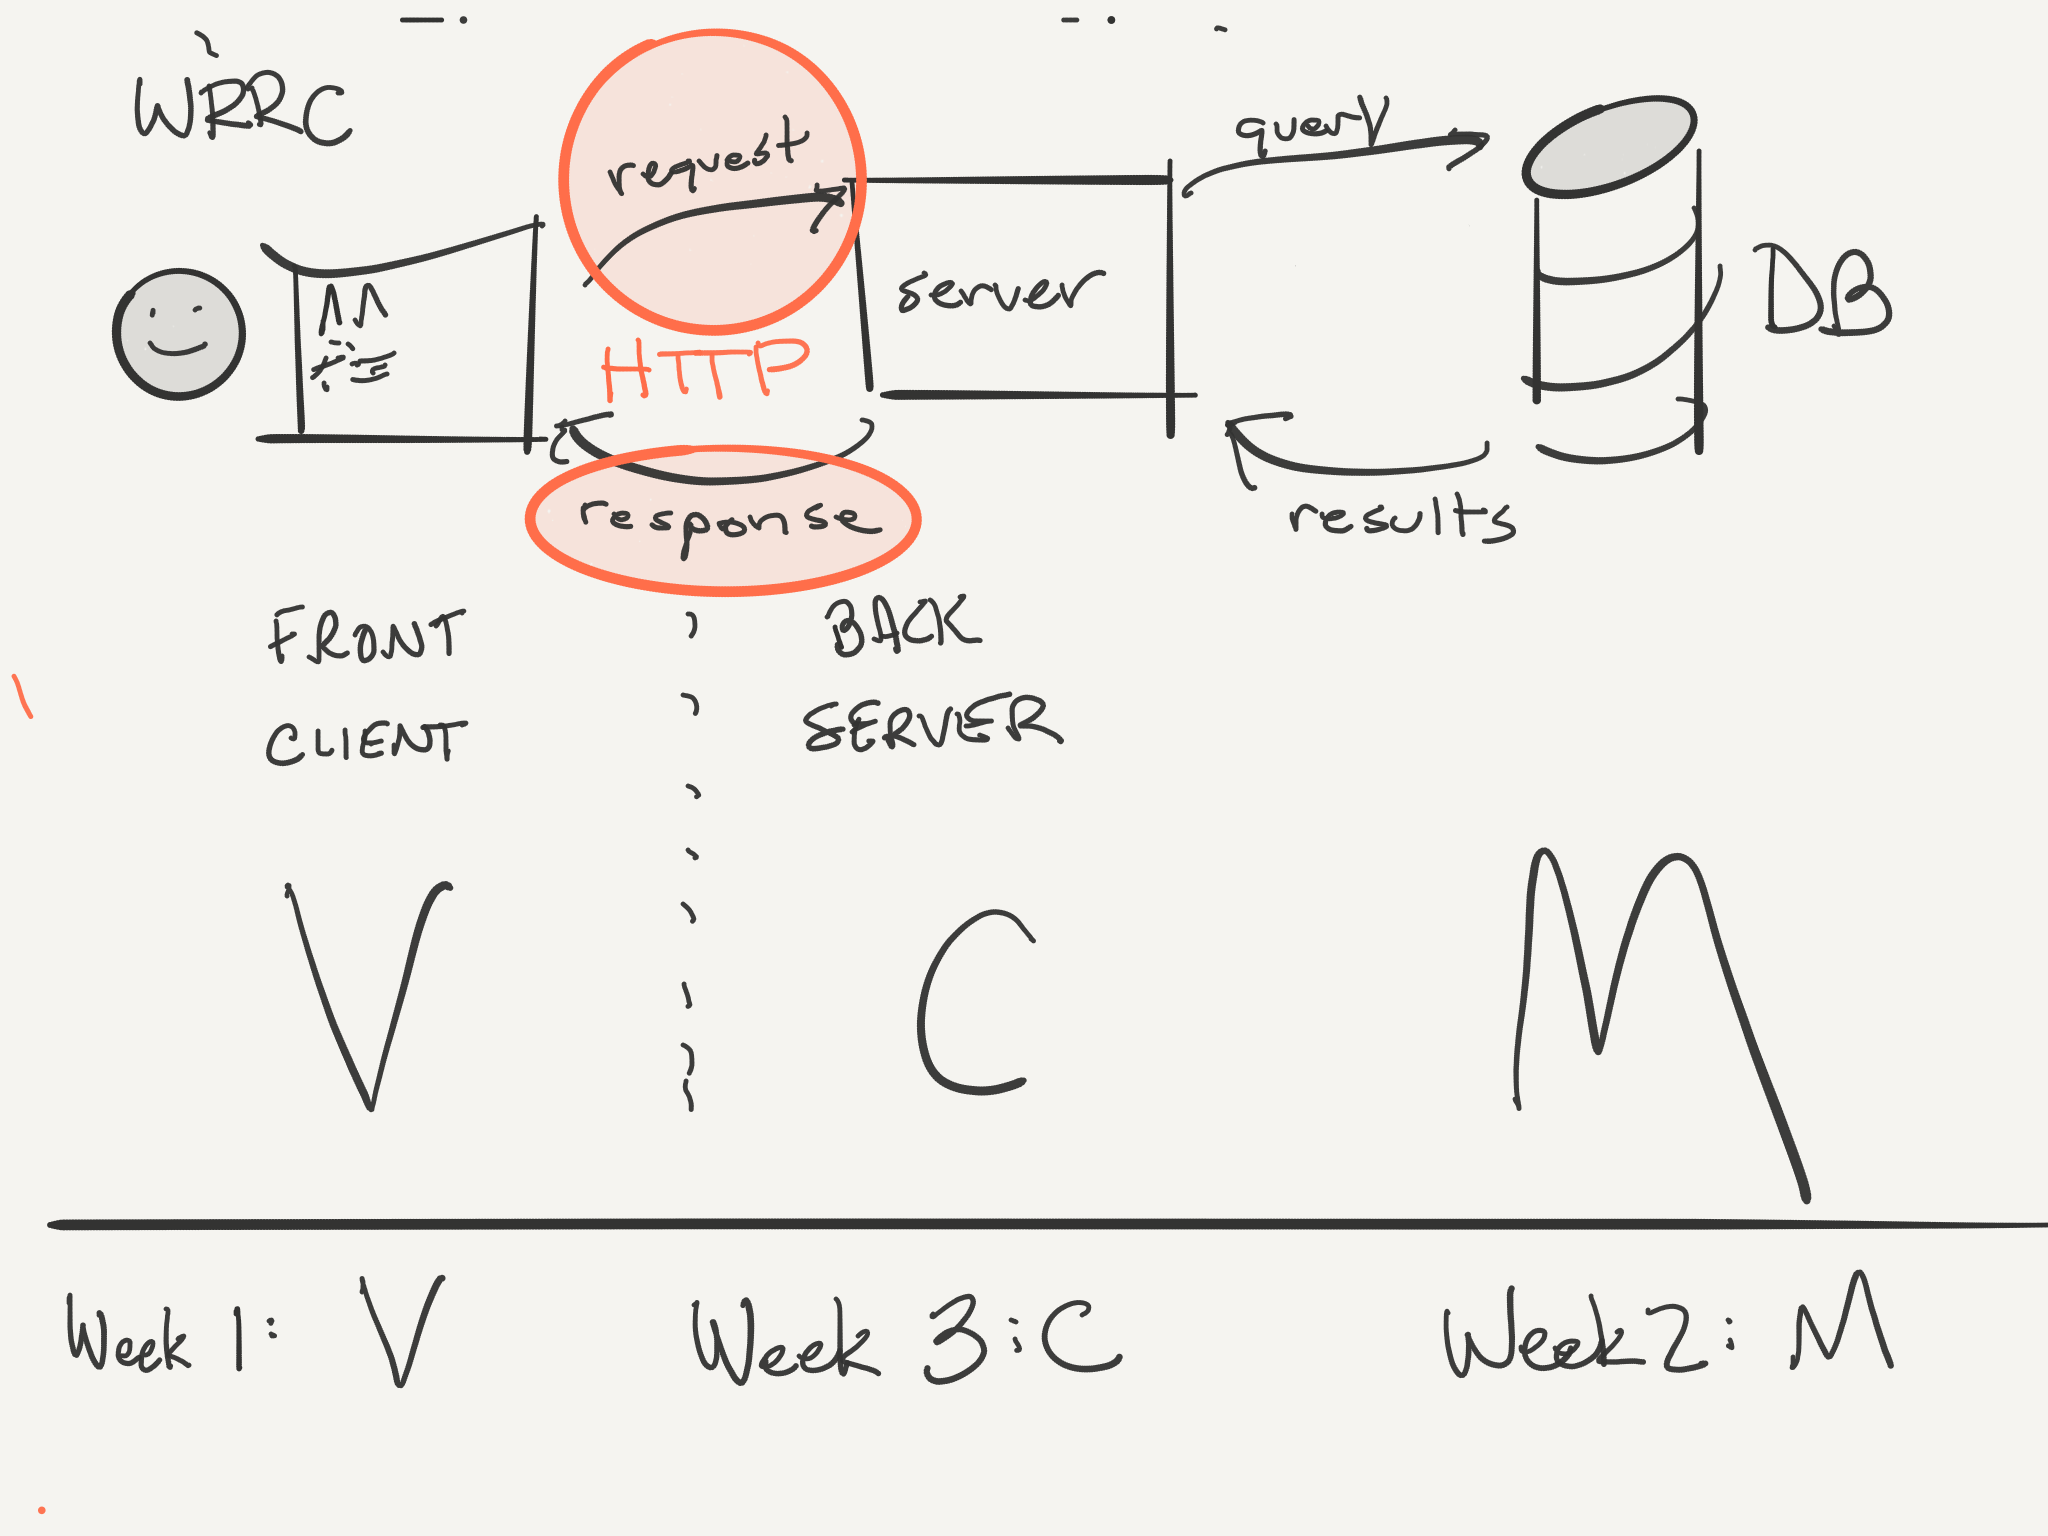 WRRC
request
query
server
DB
HTTP
response
results
FRONT
BACK
CLIENT
SERVER
V
C
M
Week 1: V
Week 3: C
Week 2: M